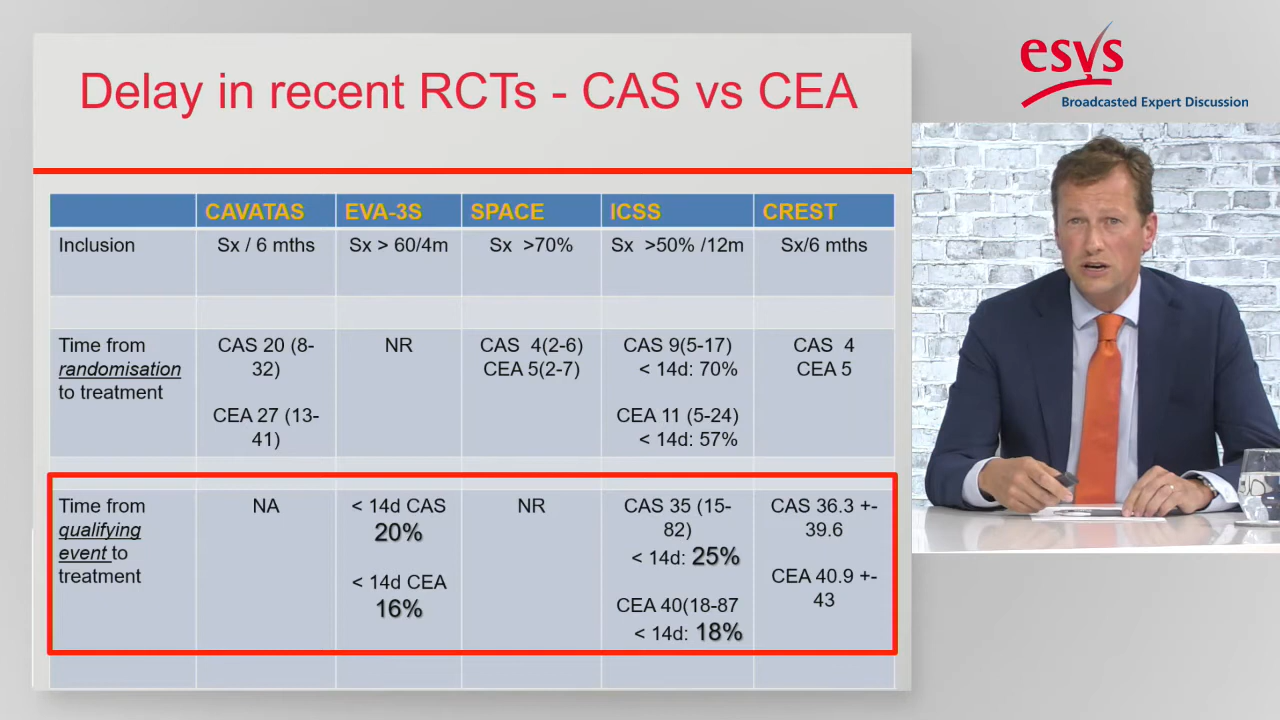 Delay in recent RCTs - CAS vs CEA
esvs
Broadcasted Expert Discussion
CAVATAS EVA-3S SPACE ICSS CREST
Inclusion Sx / 6 mths Sx > 60/4m Sx >70% Sx >50% /12m Sx/6 mths
Time from CAS 20 (8- NR CAS 4(2-6) CAS 9(5-17) CAS 4
randomisation 32) CEA 5(2-7) < 14d: 70% CEA 5
to treatment
CEA 27 (13- CEA 11 (5-24)
41) < 14d: 57%
Time from NA < 14d CAS NR CAS 35 (15- CAS 36.3 +-
qualifying 20% 82) 39.6
event to < 14d: 25%
treatment < 14d CEA CEA 40.9 +-
16% CEA 40(18-87 43
< 14d: 18%